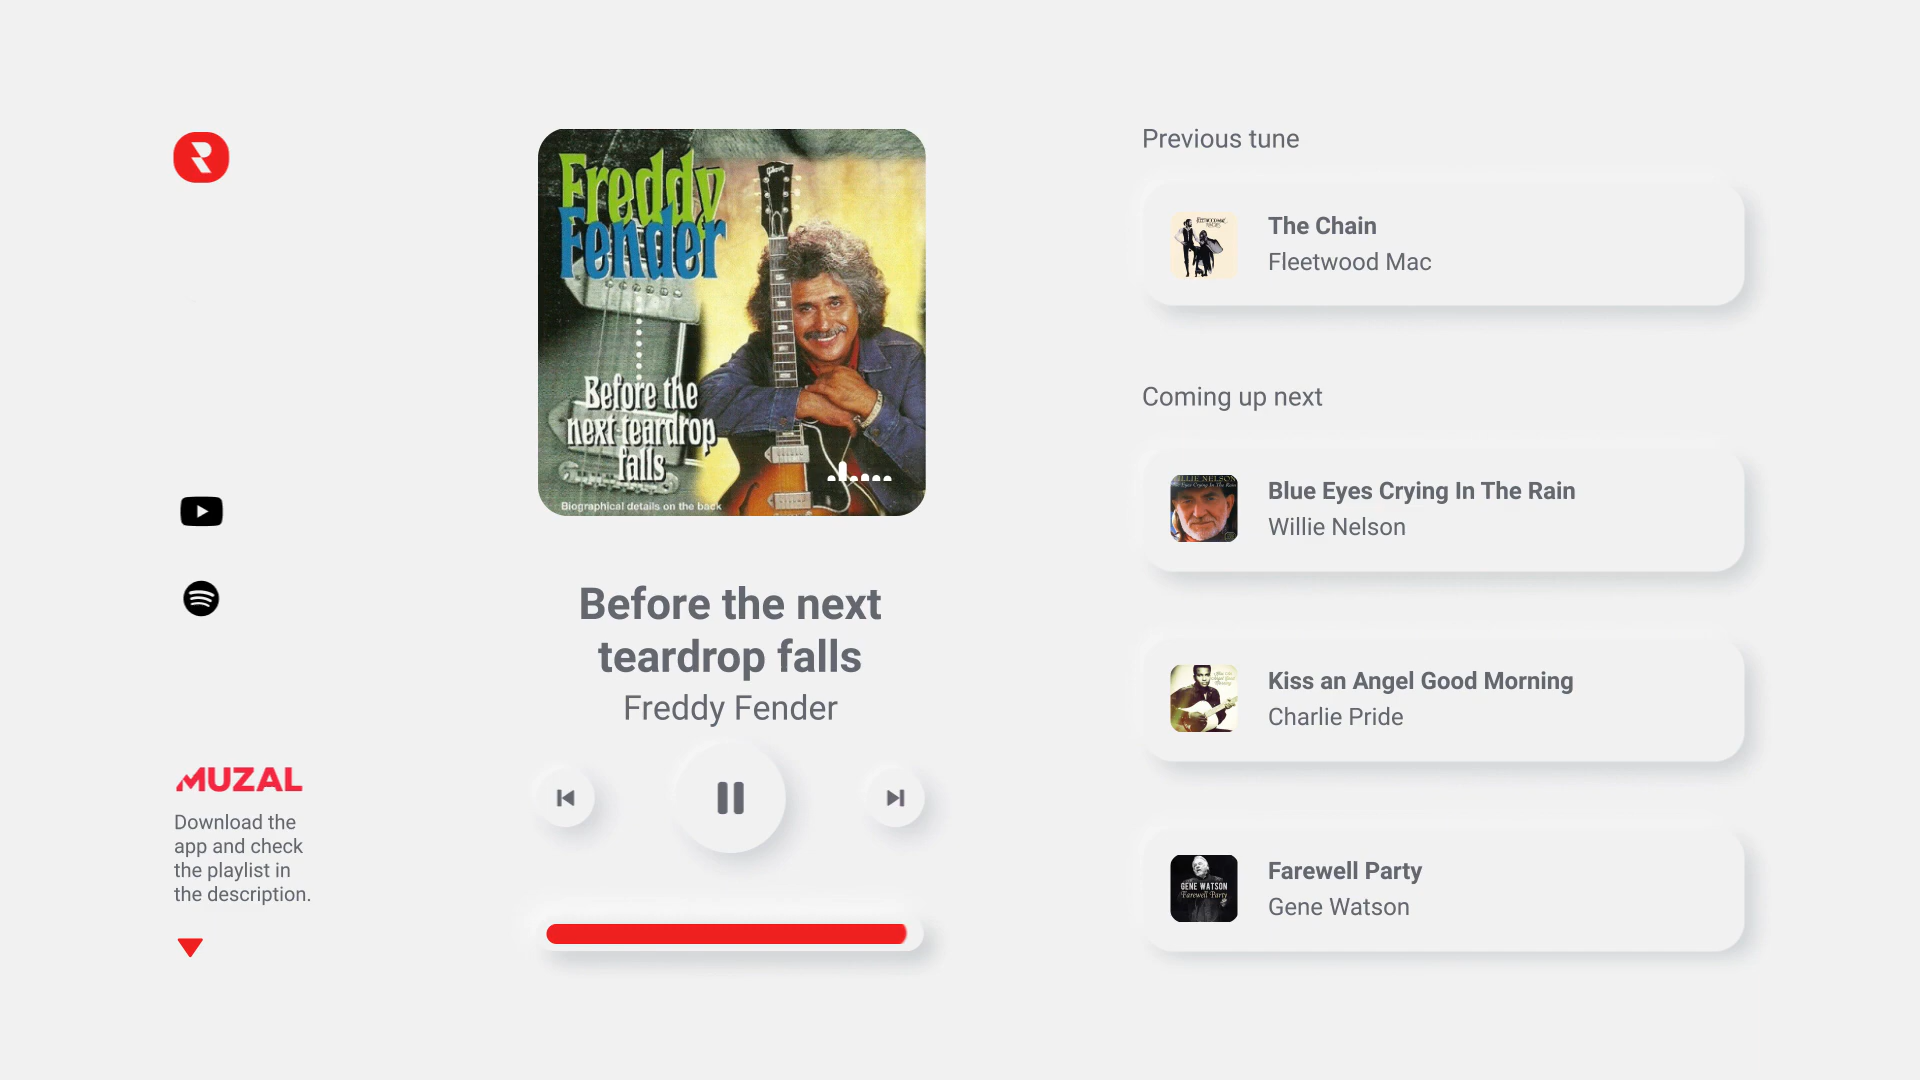 Freddy
Fender
Before the
next teardrop
falls
Biographical details on the back
Before the next
teardrop falls
Freddy Fender
MUZAL
Download the
app and check
the playlist in
the description.
Previous tune
The Chain
Fleetwood Mac
Coming up next
Blue Eyes Crying In The Rain
Willie Nelson
Kiss an Angel Good Morning
Charlie Pride
GENE WATSON
Farewell Party
Farewell Party
Gene Watson